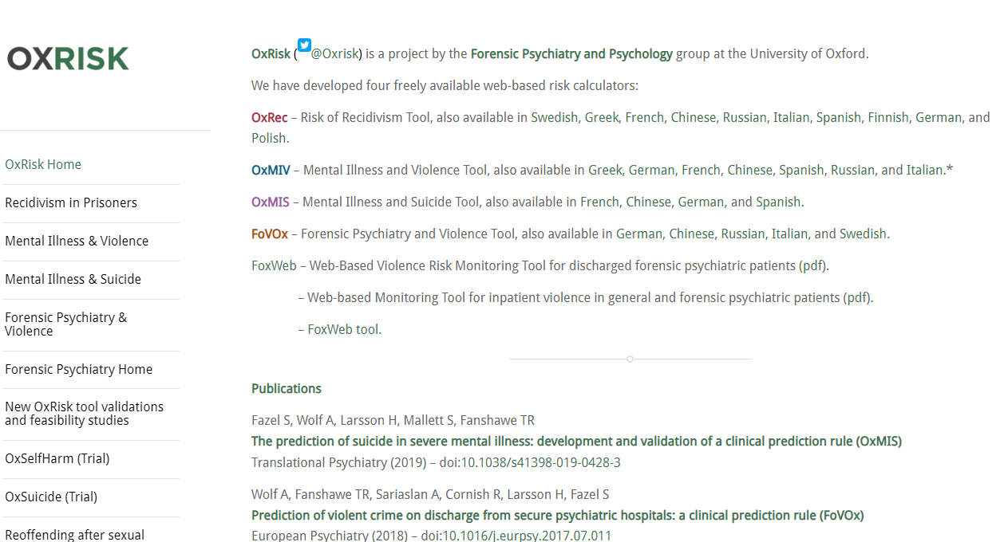 OXRISK
OxRisk Home
Recidivism in Prisoners
Mental Illness & Violence
Mental Illness & Suicide
Forensic Psychiatry &
Violence
Forensic Psychiatry Home
New OxRisk tool validations
and feasibility studies
OxSelfHarm (Trial)
OxSuicide (Trial)
Reoffending after sexual
OxRisk (@Oxrisk) is a project by the Forensic Psychiatry and Psychology group at the University of Oxford.
We have developed four freely available web-based risk calculators:
OxRec – Risk of Recidivism Tool, also available in Swedish, Greek, French, Chinese, Russian, Italian, Spanish, Finnish, German, and
Polish.
OxMIV – Mental Illness and Violence Tool, also available in Greek, German, French, Chinese, Spanish, Russian, and Italian.*
OxMIS – Mental Illness and Suicide Tool, also available in French, Chinese, German, and Spanish.
FoVOx – Forensic Psychiatry and Violence Tool, also available in German, Chinese, Russian, Italian, and Swedish.
FoxWeb – Web-Based Violence Risk Monitoring Tool for discharged forensic psychiatric patients (pdf).
– Web-based Monitoring Tool for inpatient violence in general and forensic psychiatric patients (pdf).
– FoxWeb tool.
Publications
Fazel S, Wolf A, Larsson H, Mallett S, Fanshawe TR
The prediction of suicide in severe mental illness: development and validation of a clinical prediction rule (OxMIS)
Translational Psychiatry (2019) – doi:10.1038/s41398-019-0428-3
Wolf A, Fanshawe TR, Sariaslan A, Cornish R, Larsson H, Fazel S
Prediction of violent crime on discharge from secure psychiatric hospitals: a clinical prediction rule (FoVOx)
European Psychiatry (2018) – doi:10.1016/j.eurpsy.2017.07.011